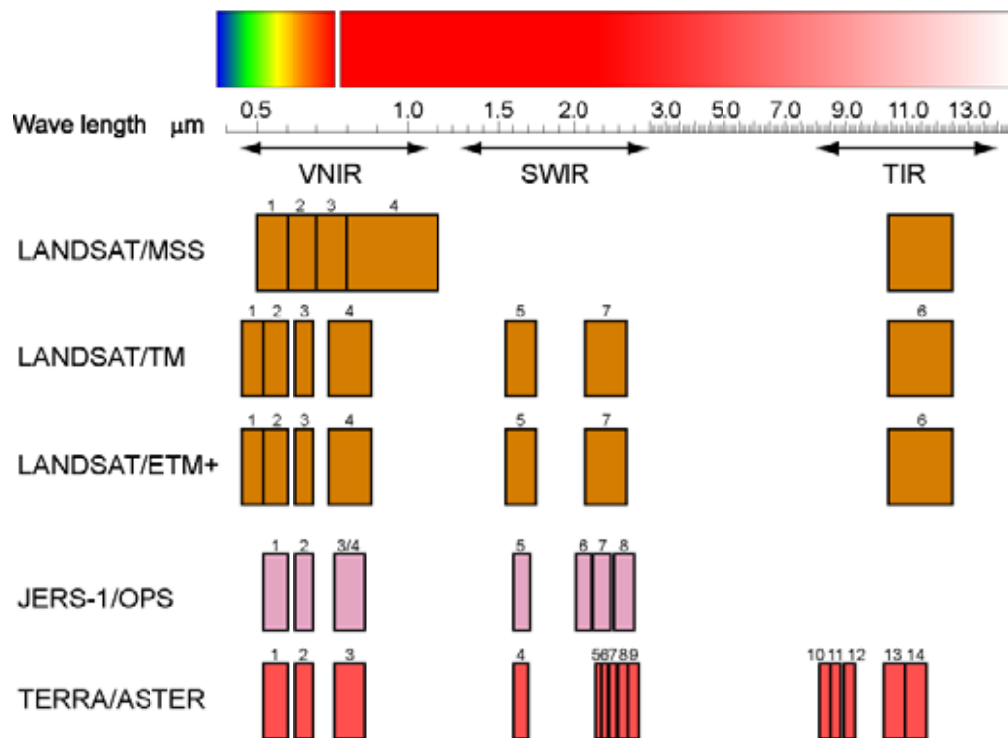 0.5 1.0 1.5 2.0 3.0 5.0 7.0 9.0 11.0 13.0
Wave length μm
VNIR SWIR TIR
1 2 3 4
LANDSAT/MSS
1 2 3 4 5 7 6
LANDSAT/TM
1 2 3 4 5 7 6
LANDSAT/ETM+
1 2 3/4 5 6 7 8
JERS-1/OPS
1 2 3 4 56789 10 11 12 13 14
TERRA/ASTER